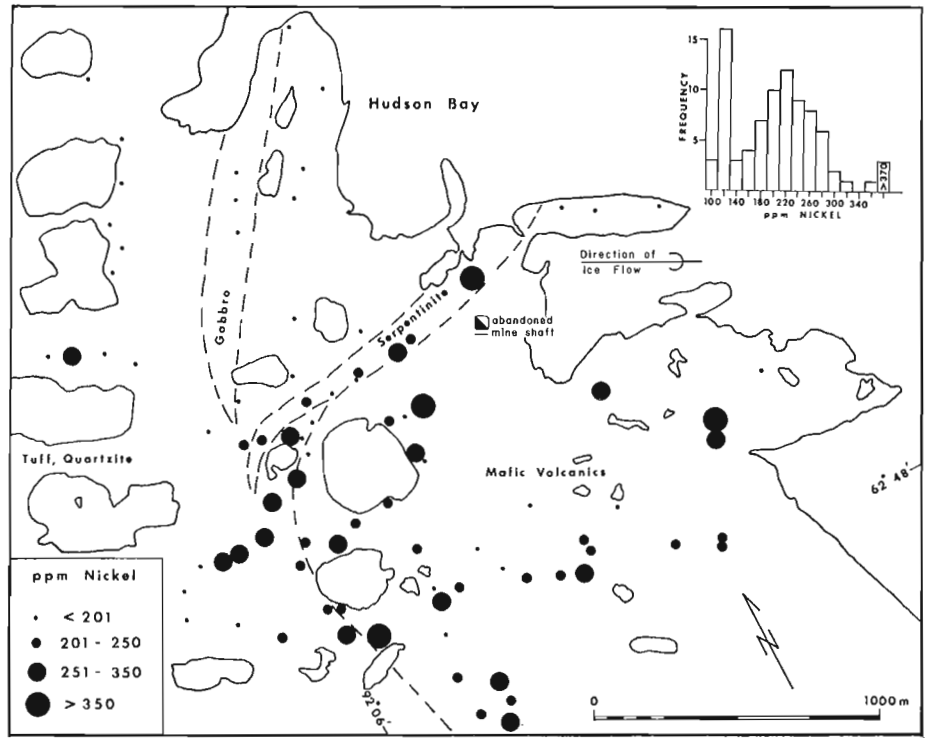 Hudson Bay
FREQUENCY
15
10
5
100 140 180 220 260 300 340
>370
ppm NICKEL
Direction of
Ice Flow
Gabbro
Serpentinite
abandoned
mine shaft
Tuff, Quartzite
Mafic Volcanics
62° 48'
ppm Nickel
< 201
201 - 250
251 - 350
> 350
92°06'
0
1000m